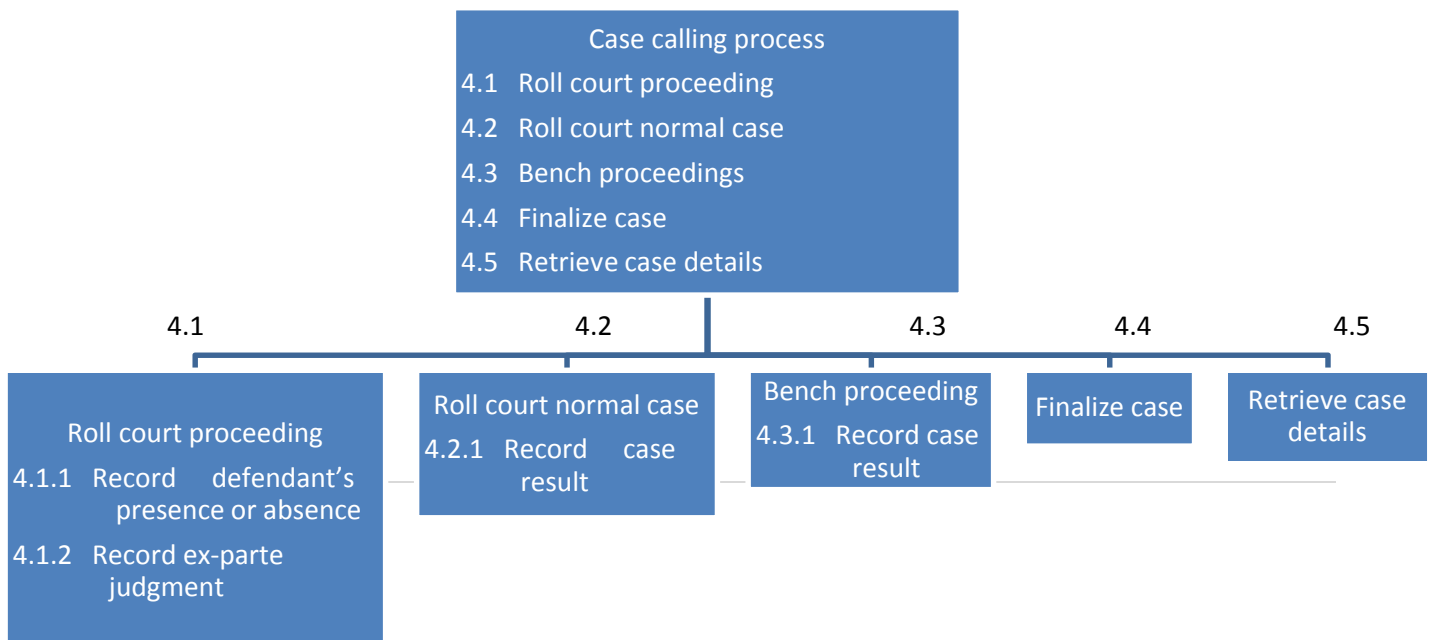 Case calling process
4.1 Roll court proceeding
4.2 Roll court normal case
4.3 Bench proceedings
4.4 Finalize case
4.5 Retrieve case details
4.1
4.2
4.3
4.4
4.5
Roll court proceeding
4.1.1 Record defendant’s
presence or absence
4.1.2 Record ex-parte
judgment
Roll court normal case
4.2.1 Record case
result
Bench proceeding
4.3.1 Record case
result
Finalize case
Retrieve case
details